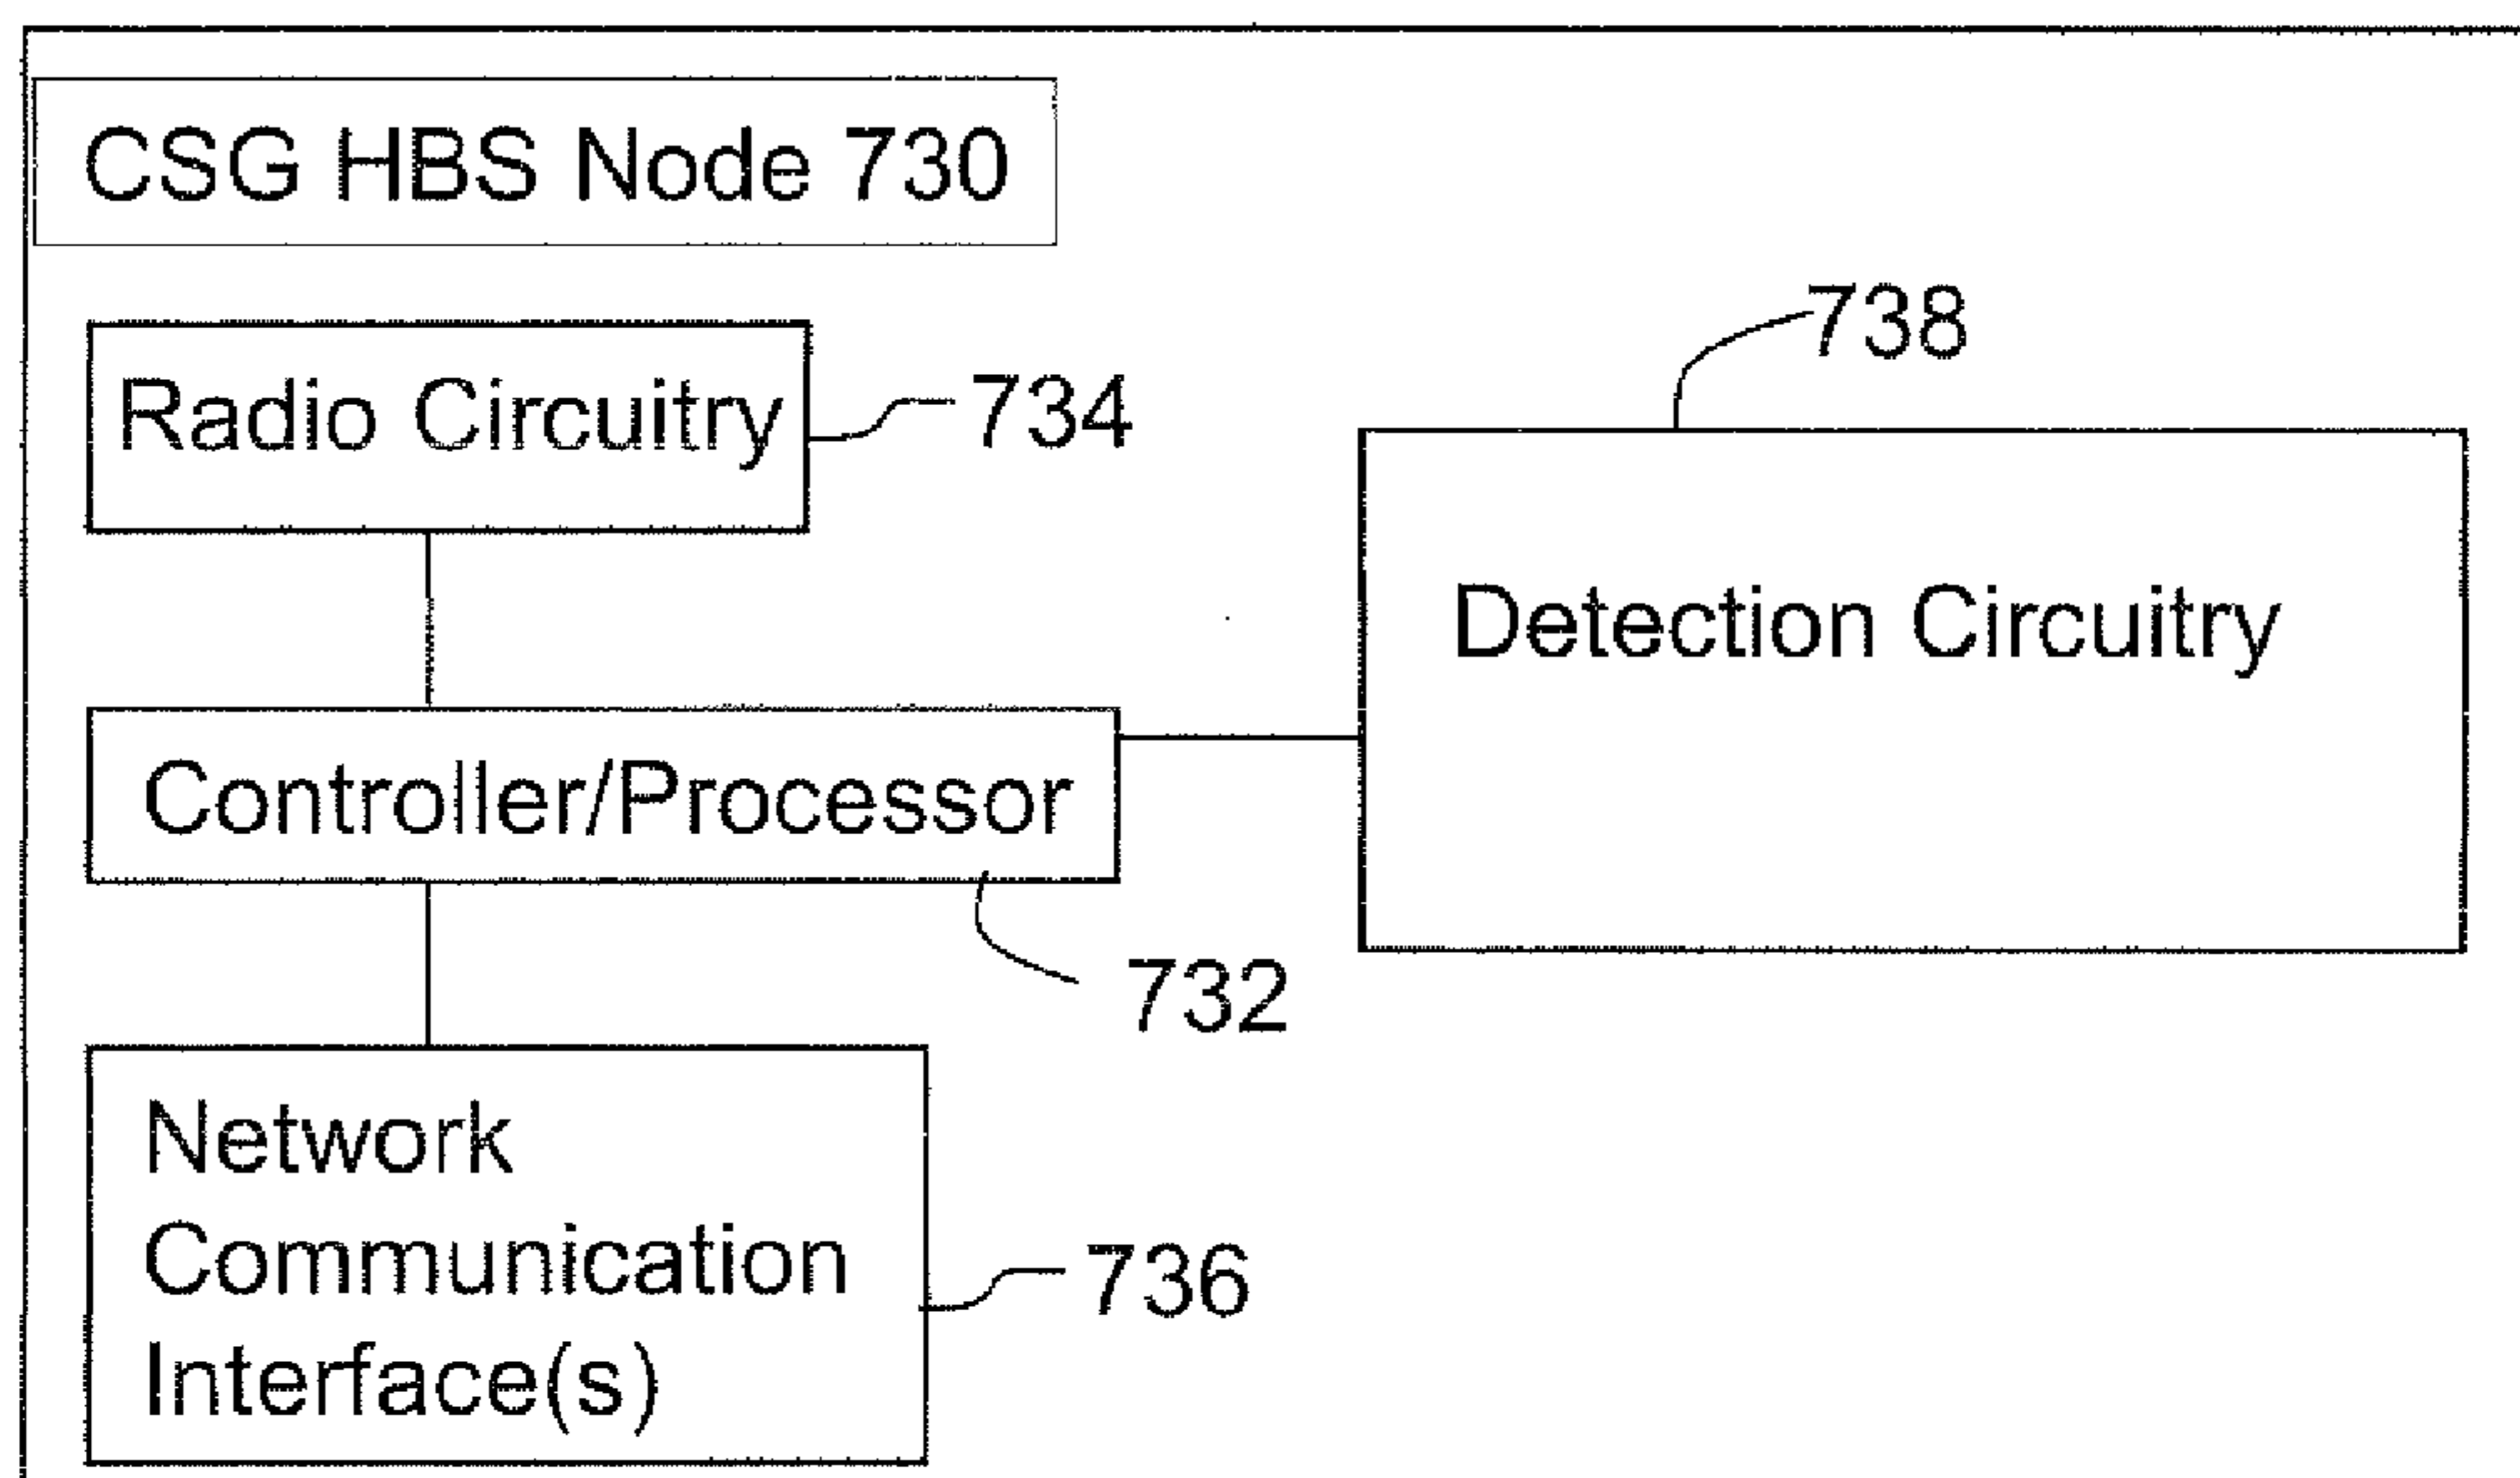 CSG HBS Node 730
738
Radio Circuitry
734
Detection Circuitry
Controller/Processor
732
Network
Communication
Interface(s)
736